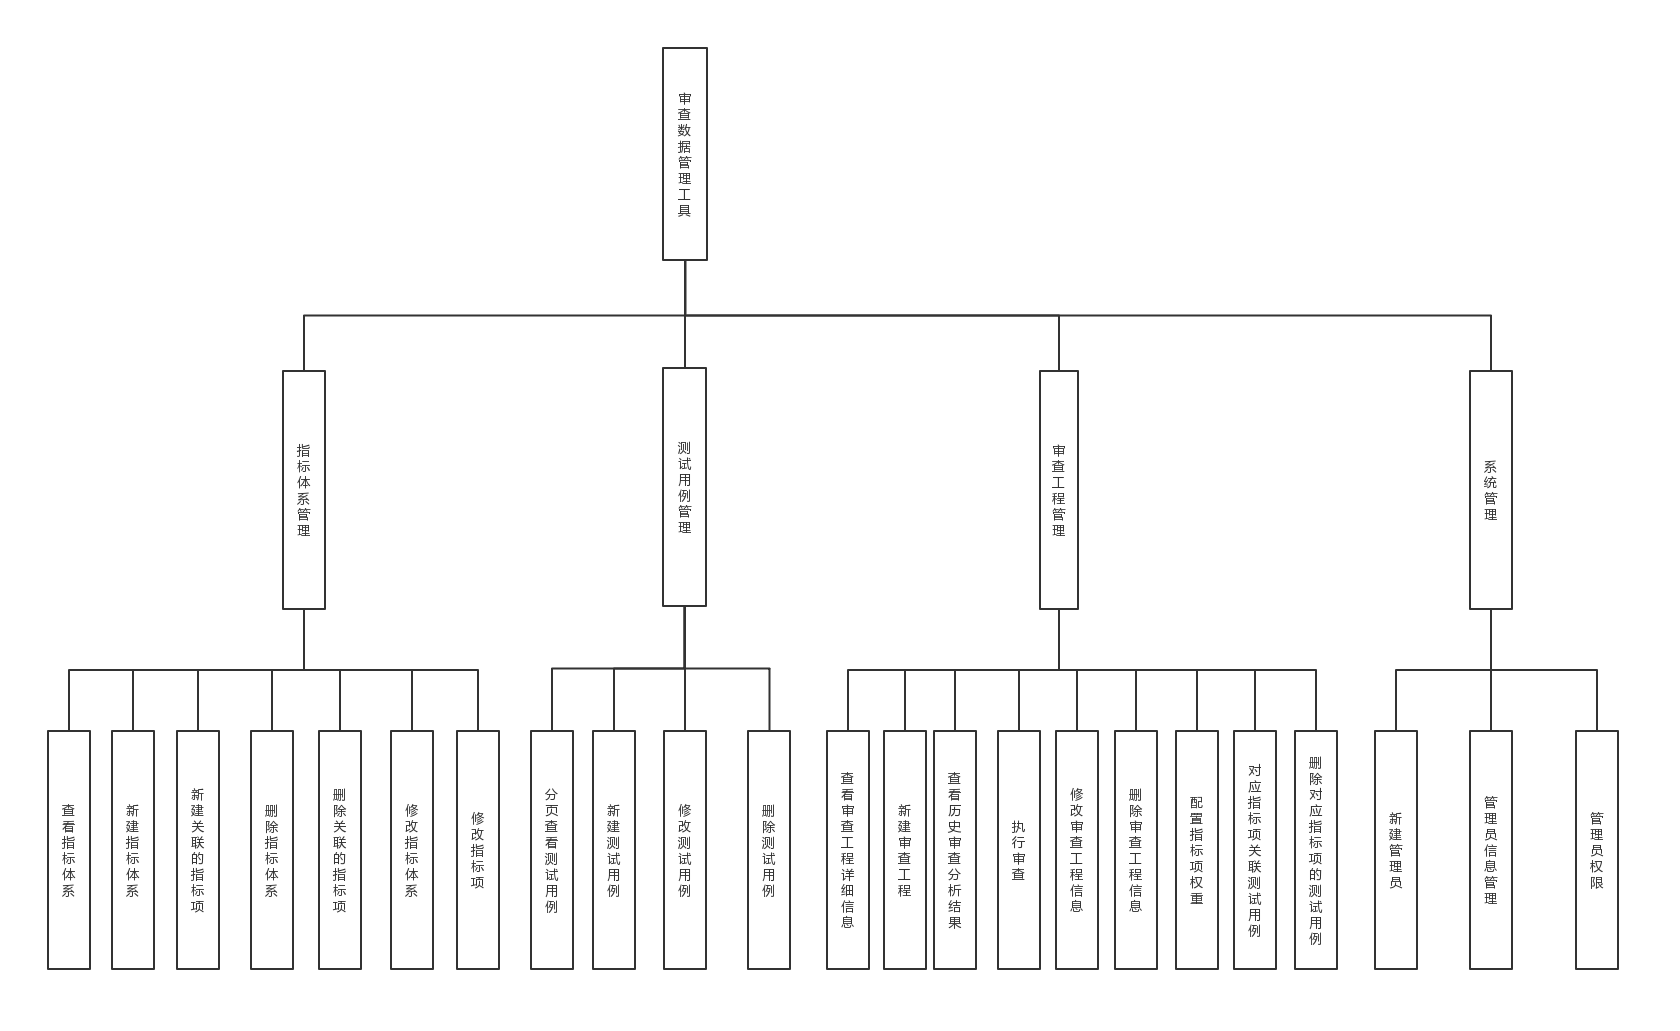 审查数据管理工具
指标体系管理
测试用例管理
审查工程管理
系统管理
查看指标体系
新建指标体系
新建关联的指标项
删除指标体系
删除关联的指标项
修改指标体系
修改指标项
分页查看测试用例
新建测试用例
修改测试用例
删除测试用例
查看审查工程详细信息
新建审查工程
查看历史审查分析结果
执行审查
修改审查工程信息
删除审查工程信息
配置指标项权重
对应指标项关联测试用例
删除对应指标项的测试用例
新建管理员
管理员信息管理
管理员权限